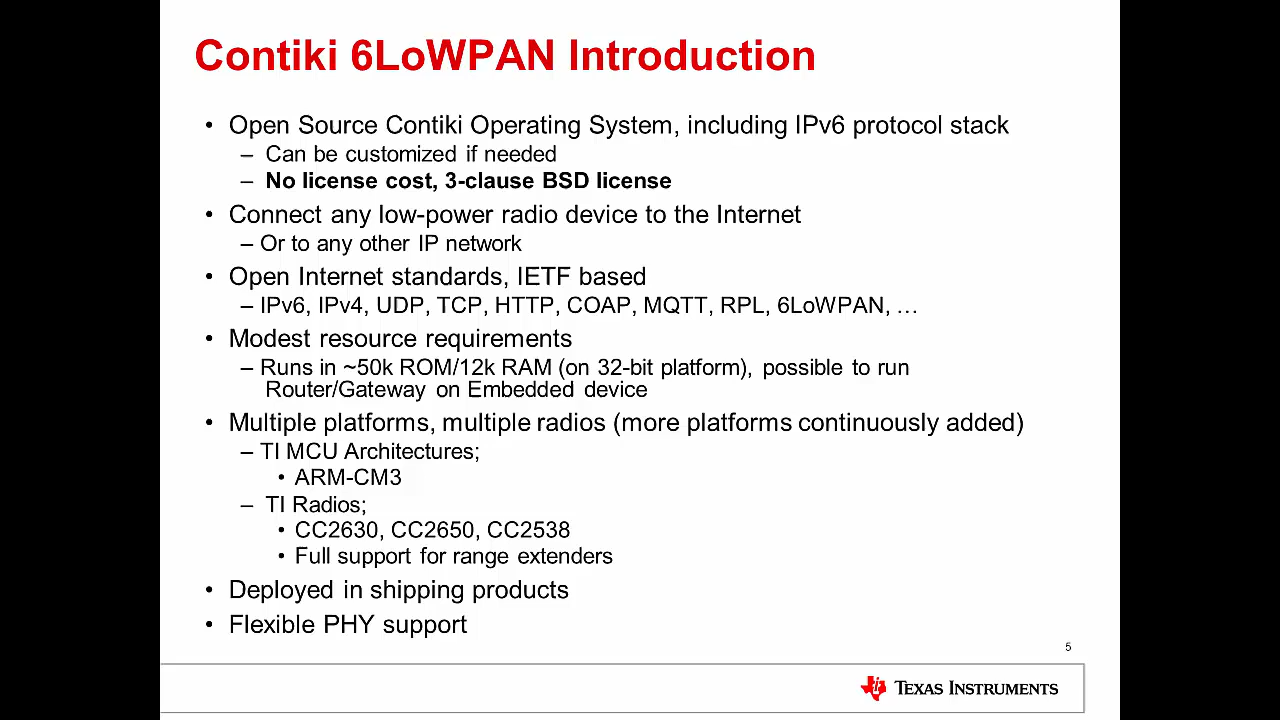 Contiki 6LoWPAN Introduction
• Open Source Contiki Operating System, including IPv6 protocol stack
– Can be customized if needed
– No license cost, 3-clause BSD license
• Connect any low-power radio device to the Internet
– Or to any other IP network
• Open Internet standards, IETF based
– IPv6, IPv4, UDP, TCP, HTTP, COAP, MQTT, RPL, 6LoWPAN, …
• Modest resource requirements
– Runs in ~50k ROM/12k RAM (on 32-bit platform), possible to run
Router/Gateway on Embedded device
• Multiple platforms, multiple radios (more platforms continuously added)
– TI MCU Architectures;
• ARM-CM3
– TI Radios;
• CC2630, CC2650, CC2538
• Full support for range extenders
• Deployed in shipping products
• Flexible PHY support
5
TEXAS INSTRUMENTS